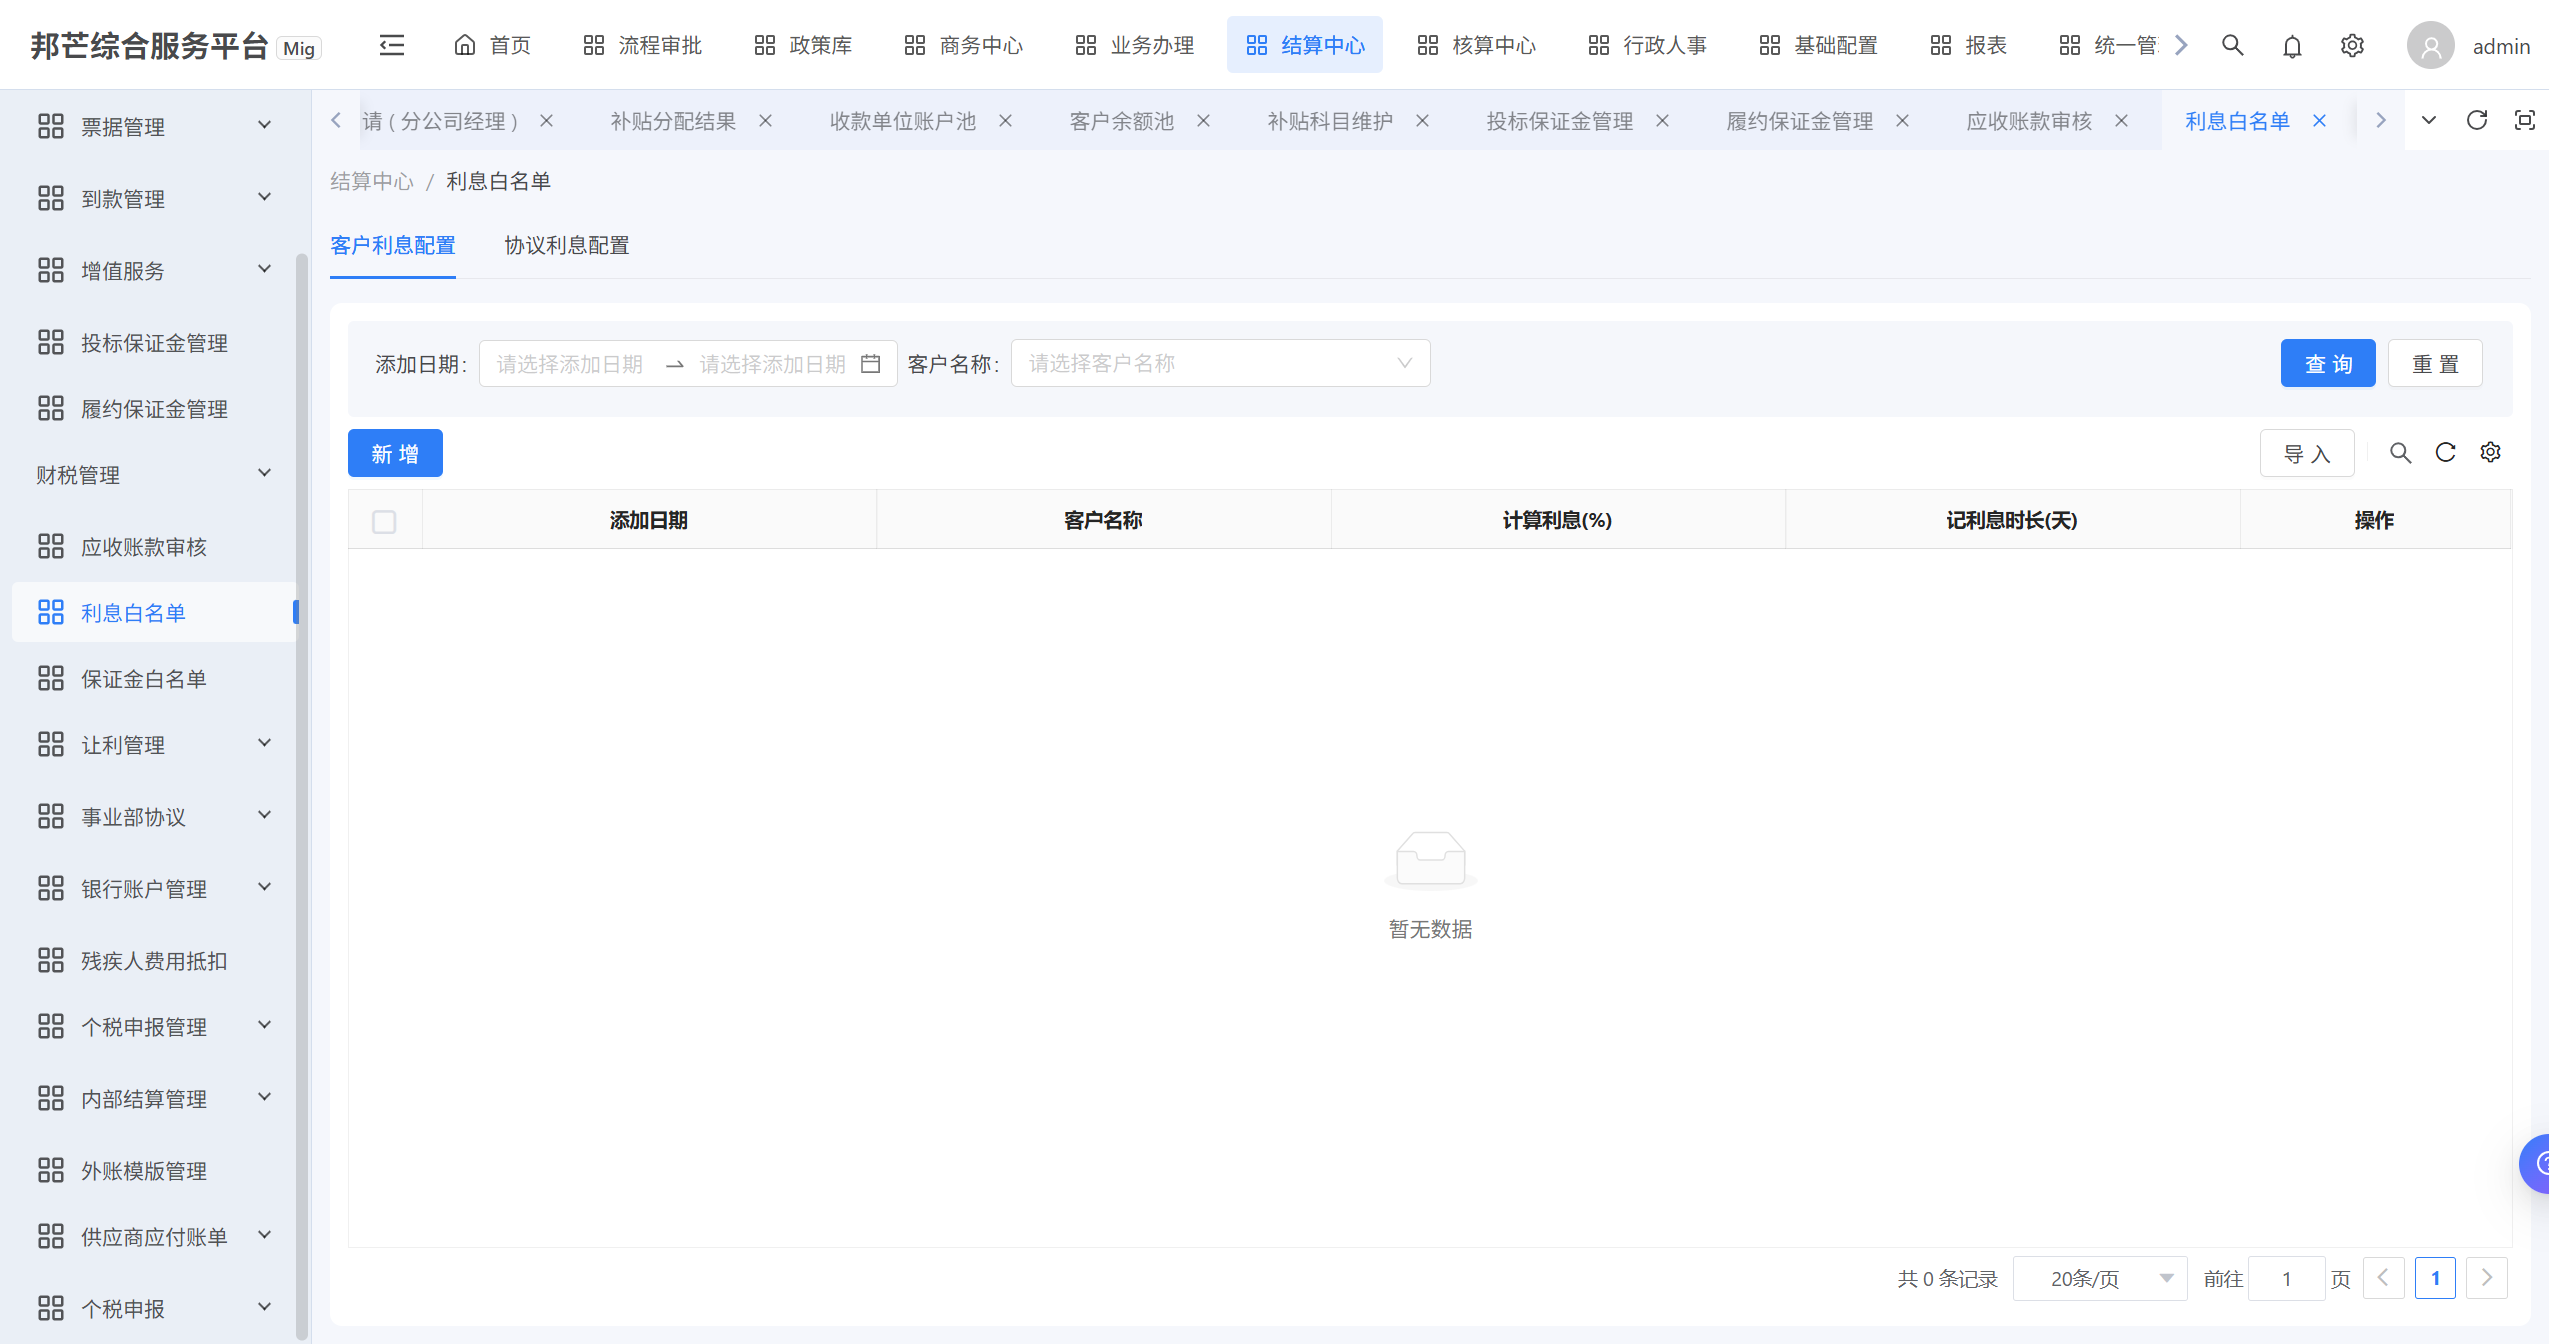 邦芒综合服务平台 Mig
首页
流程审批
政策库
商务中心
业务办理
结算中心
核算中心
行政人事
基础配置
报表
统一管
admin
请 ( 分公司经理 )
补贴分配结果
收款单位账户池
客户余额池
补贴科目维护
投标保证金管理
履约保证金管理
应收账款审核
利息白名单
票据管理
到款管理
增值服务
投标保证金管理
履约保证金管理
财税管理
应收账款审核
利息白名单
保证金白名单
让利管理
事业部协议
银行账户管理
残疾人费用抵扣
个税申报管理
内部结算管理
外账模版管理
供应商应付账单
个税申报
结算中心 / 利息白名单
客户利息配置
协议利息配置
添加日期: 请选择添加日期 请选择添加日期 客户名称: 请选择客户名称 查 询 重 置
新 增 导 入
添加日期 客户名称 计算利息(%) 记利息时长(天) 操作
暂无数据
共 0 条记录 20条/页 前往 1 页 1